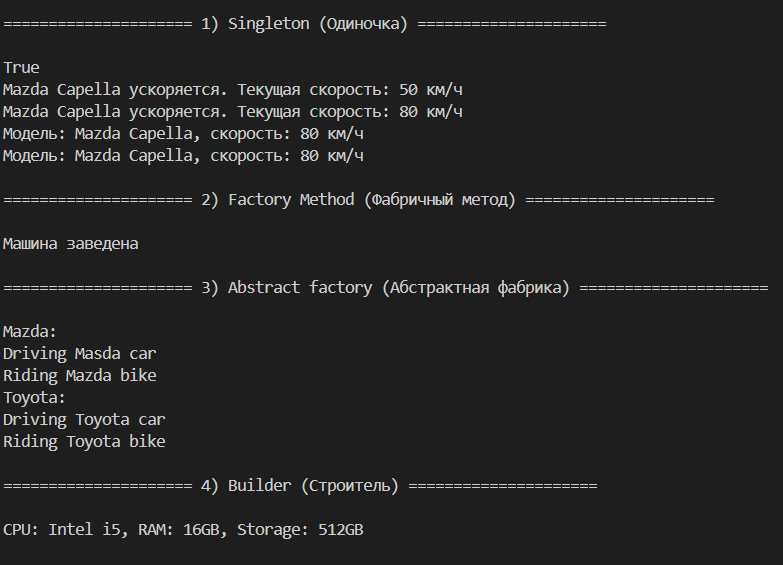 ===================== 1) Singleton (Одиночка) =====================
True
Mazda Capella ускоряется. Текущая скорость: 50 км/ч
Mazda Capella ускоряется. Текущая скорость: 80 км/ч
Модель: Mazda Capella, скорость: 80 км/ч
Модель: Mazda Capella, скорость: 80 км/ч
===================== 2) Factory Method (Фабричный метод) =====================
Машина заведена
===================== 3) Abstract factory (Абстрактная фабрика) =====================
Mazda:
Driving Masda car
Riding Mazda bike
Toyota:
Driving Toyota car
Riding Toyota bike
===================== 4) Builder (Строитель) =====================
CPU: Intel i5, RAM: 16GB, Storage: 512GB